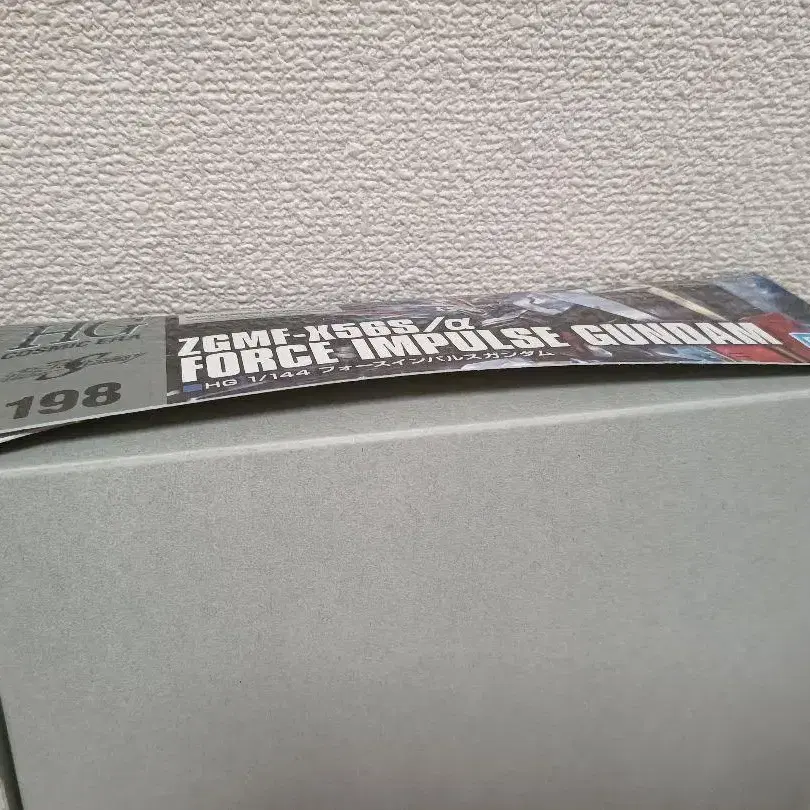 HG
COSMIC ERA
198
ZGMF-X56S/α
FORCE IMPULSE GUNDAM
HG 1/144 フォースインパルスガンダム